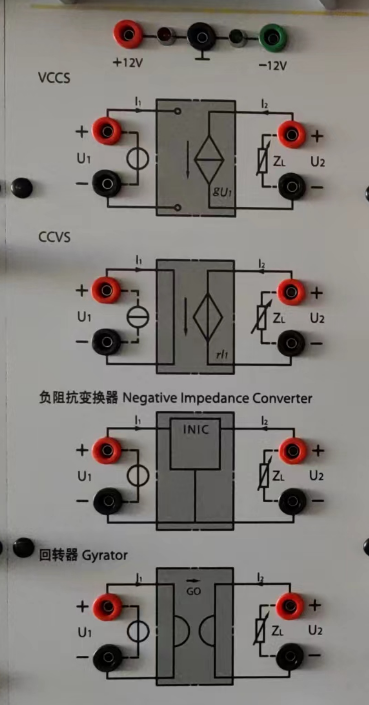 +12V −12V
VCCS
I₁ I₂
+ +
U₁ ZL U₂
− −
gU₁
CCVS
I₁ I₂
+ +
U₁ ZL U₂
− −
rI₁
负阻抗变换器 Negative Impedance Converter
I₁ I₂
INIC
+ +
U₁ ZL U₂
− −
回转器 Gyrator
I₁ I₂
GO
+ +
U₁ ZL U₂
− −